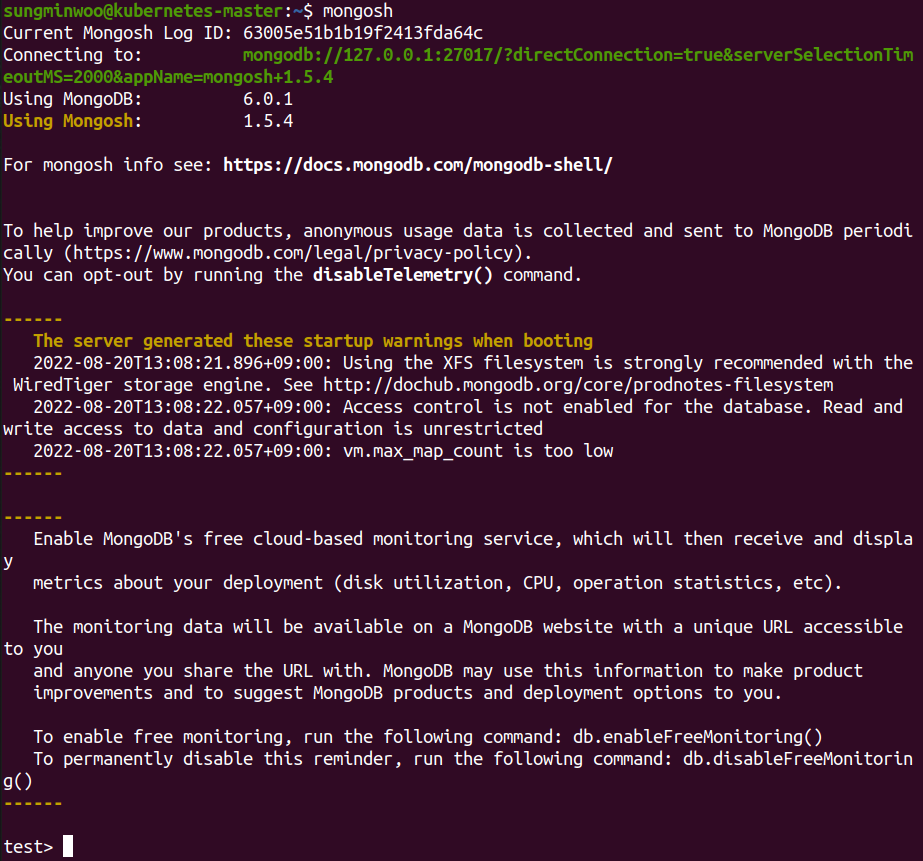 sungminwoo@kubernetes-master:~$ mongosh
Current Mongosh Log ID: 63005e51b1b19f2413fda64c
Connecting to:          mongodb://127.0.0.1:27017/?directConnection=true&serverSelectionTim
eoutMS=2000&appName=mongosh+1.5.4
Using MongoDB:          6.0.1
Using Mongosh:          1.5.4
For mongosh info see: https://docs.mongodb.com/mongodb-shell/
To help improve our products, anonymous usage data is collected and sent to MongoDB periodi
cally (https://www.mongodb.com/legal/privacy-policy).
You can opt-out by running the disableTelemetry() command.
------
   The server generated these startup warnings when booting
   2022-08-20T13:08:21.896+09:00: Using the XFS filesystem is strongly recommended with the
 WiredTiger storage engine. See http://dochub.mongodb.org/core/prodnotes-filesystem
   2022-08-20T13:08:22.057+09:00: Access control is not enabled for the database. Read and
write access to data and configuration is unrestricted
   2022-08-20T13:08:22.057+09:00: vm.max_map_count is too low
------
------
   Enable MongoDB's free cloud-based monitoring service, which will then receive and displa
y
   metrics about your deployment (disk utilization, CPU, operation statistics, etc).
   The monitoring data will be available on a MongoDB website with a unique URL accessible
to you
   and anyone you share the URL with. MongoDB may use this information to make product
   improvements and to suggest MongoDB products and deployment options to you.
   To enable free monitoring, run the following command: db.enableFreeMonitoring()
   To permanently disable this reminder, run the following command: db.disableFreeMonitorin
g()
------
test>